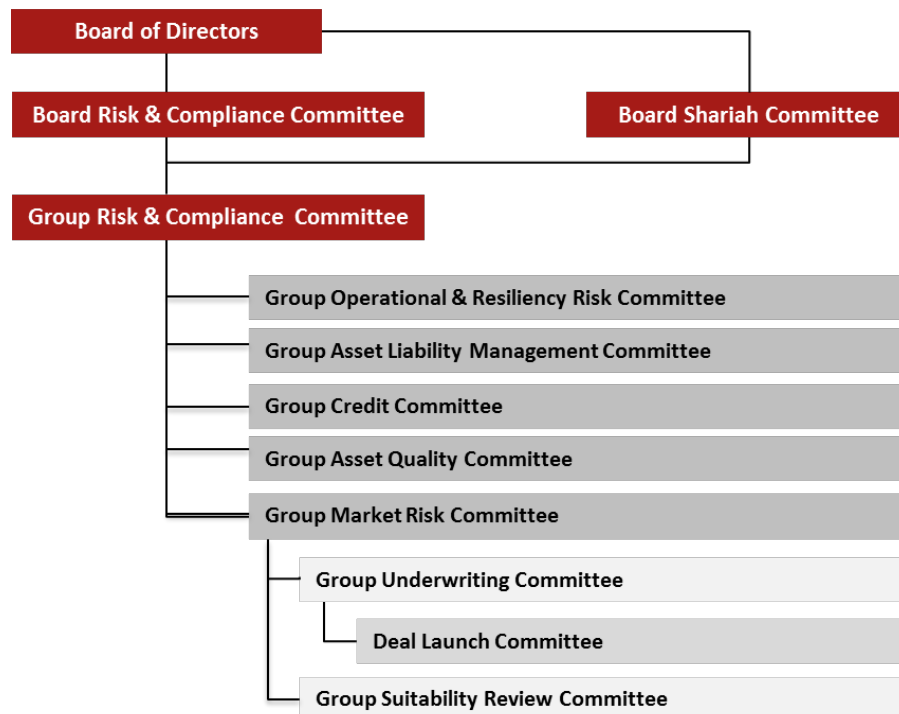 Board of Directors
Board Risk & Compliance Committee
Board Shariah Committee
Group Risk & Compliance Committee
Group Operational & Resiliency Risk Committee
Group Asset Liability Management Committee
Group Credit Committee
Group Asset Quality Committee
Group Market Risk Committee
Group Underwriting Committee
Deal Launch Committee
Group Suitability Review Committee